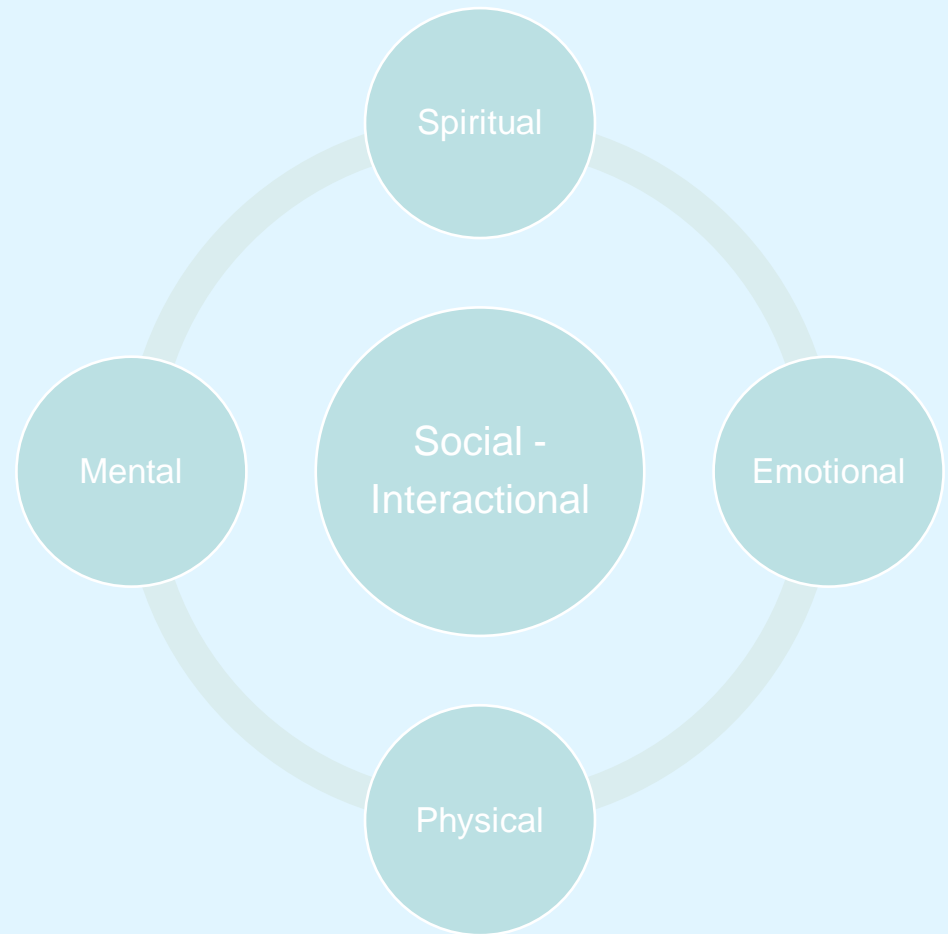 Spiritual
Mental
Social -
Interactional
Emotional
Physical